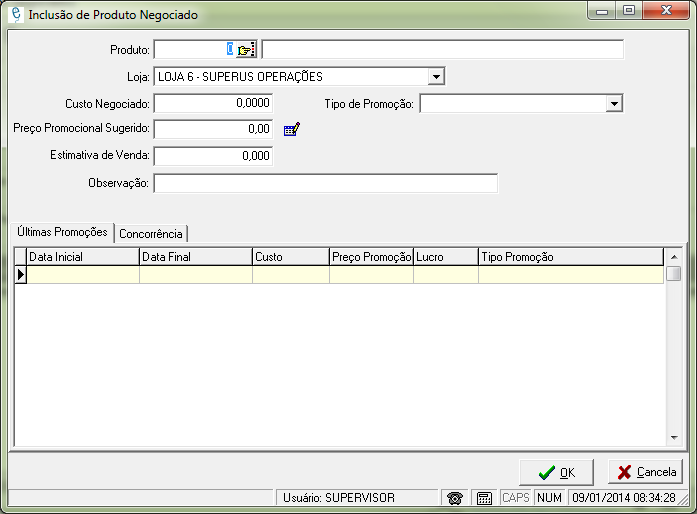 Inclusão de Produto Negociado
Produto: 0
Loja: LOJA 6 - SUPERUS OPERAÇÕES
Custo Negociado: 0,0000 Tipo de Promoção:
Preço Promocional Sugerido: 0,00
Estimativa de Venda: 0,000
Observação:
Últimas Promoções Concorrência
Data Inicial Data Final Custo Preço Promoção Lucro Tipo Promoção
OK Cancela
Usuário: SUPERVISOR CAPS NUM 09/01/2014 08:34:28